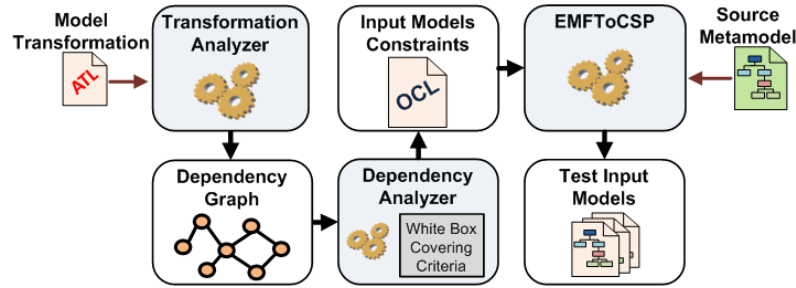 Model
Transformation
ATL
Transformation
Analyzer
Input Models
Constraints
OCL
EMFToCSP
Source
Metamodel
Dependency
Graph
Dependency
Analyzer
White Box
Covering
Criteria
Test Input
Models